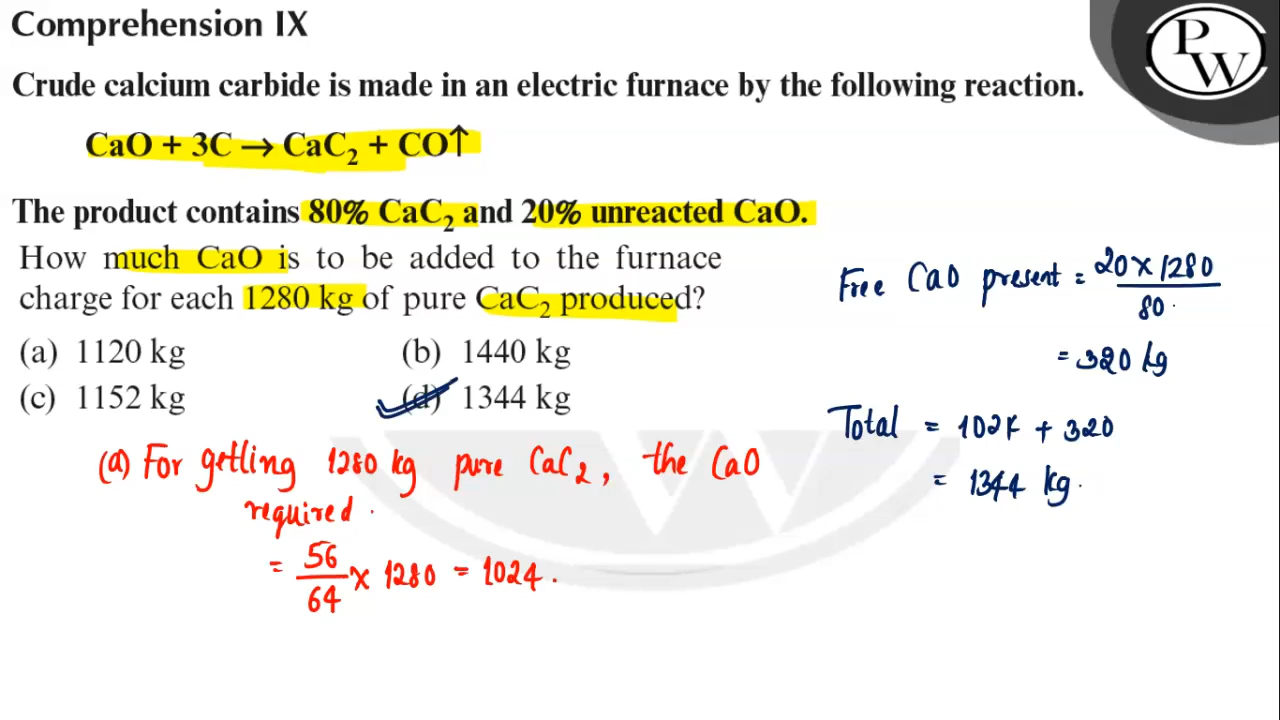 Comprehension IX
PW
Crude calcium carbide is made in an electric furnace by the following reaction.
CaO + 3C → CaC₂ + CO↑
The product contains 80% CaC₂ and 20% unreacted CaO.
How much CaO is to be added to the furnace
charge for each 1280 kg of pure CaC₂ produced?
(a) 1120 kg (b) 1440 kg
(c) 1152 kg (d) 1344 kg
(a) For getling 1280 kg pure CaC₂, the CaO
required.
= 56/64 × 1280 = 1024.
Free CaO present = 20 × 1280 / 80
= 320 kg
Total = 1024 + 320
= 1344 kg.